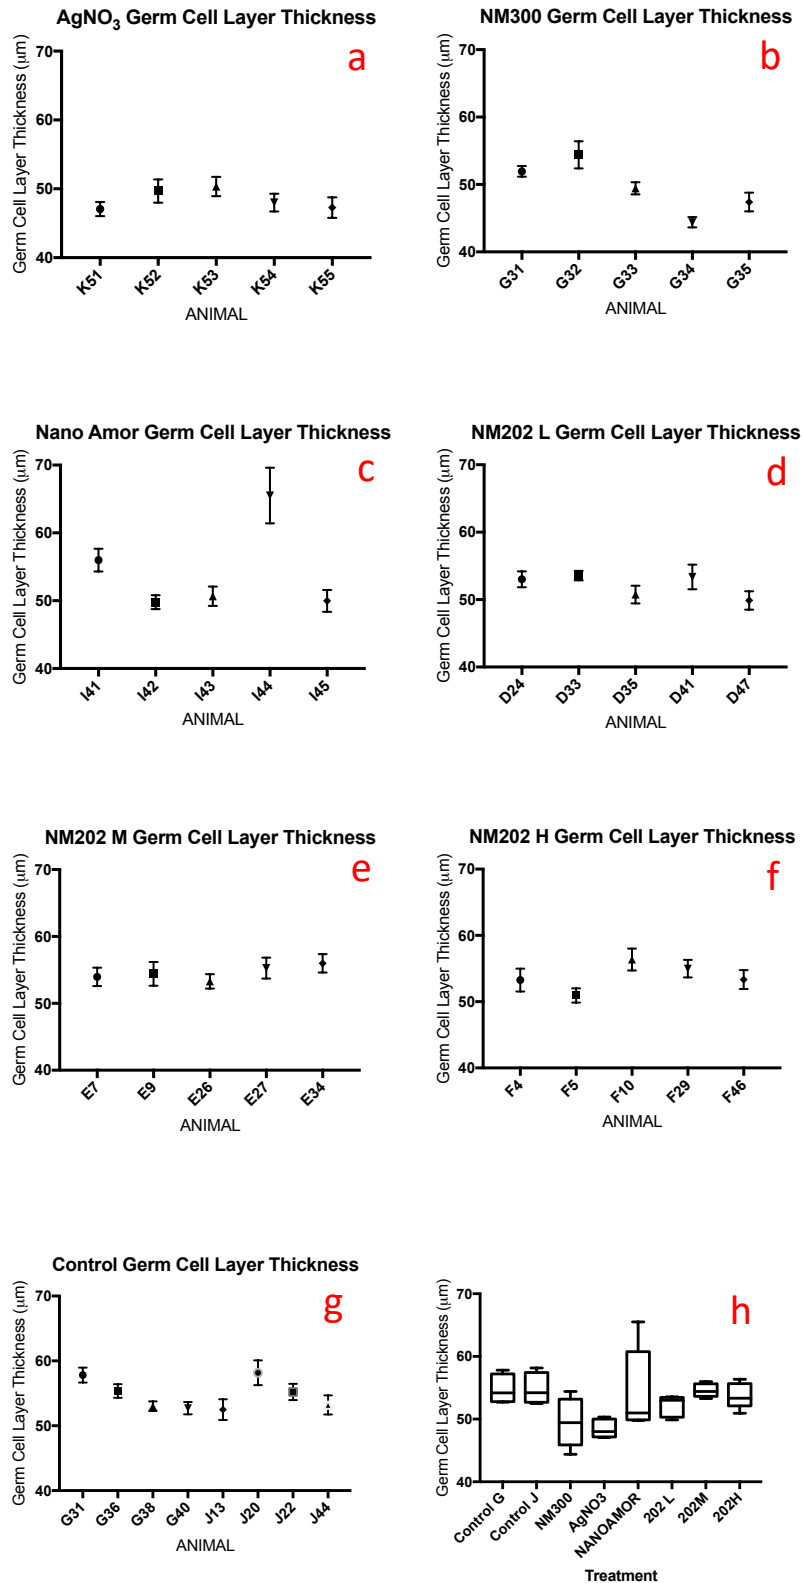 AgNO₃ Germ Cell Layer Thickness
a
Germ Cell Layer Thickness (μm)
70
60
50
40
K51 K52 K53 K54 K55
ANIMAL
NM300 Germ Cell Layer Thickness
b
Germ Cell Layer Thickness (μm)
70
60
50
40
G31 G32 G33 G34 G35
ANIMAL
Nano Amor Germ Cell Layer Thickness
c
Germ Cell Layer Thickness (μm)
70
60
50
40
I41 I42 I43 I44 I45
ANIMAL
NM202 L Germ Cell Layer Thickness
d
Germ Cell Layer Thickness (μm)
70
60
50
40
D24 D33 D35 D41 D47
ANIMAL
NM202 M Germ Cell Layer Thickness
e
Germ Cell Layer Thickness (μm)
70
60
50
40
E7 E9 E26 E27 E34
ANIMAL
NM202 H Germ Cell Layer Thickness
f
Germ Cell Layer Thickness (μm)
70
60
50
40
F4 F5 F10 F29 F46
ANIMAL
Control Germ Cell Layer Thickness
g
Germ Cell Layer Thickness (μm)
70
60
50
40
G31 G36 G38 G40 J13 J20 J22 J44
ANIMAL
h
Germ Cell Layer Thickness (μm)
70
60
50
40
Control G Control J NM300 AgNO3 NANOAMOR 202 L 202M 202H
Treatment